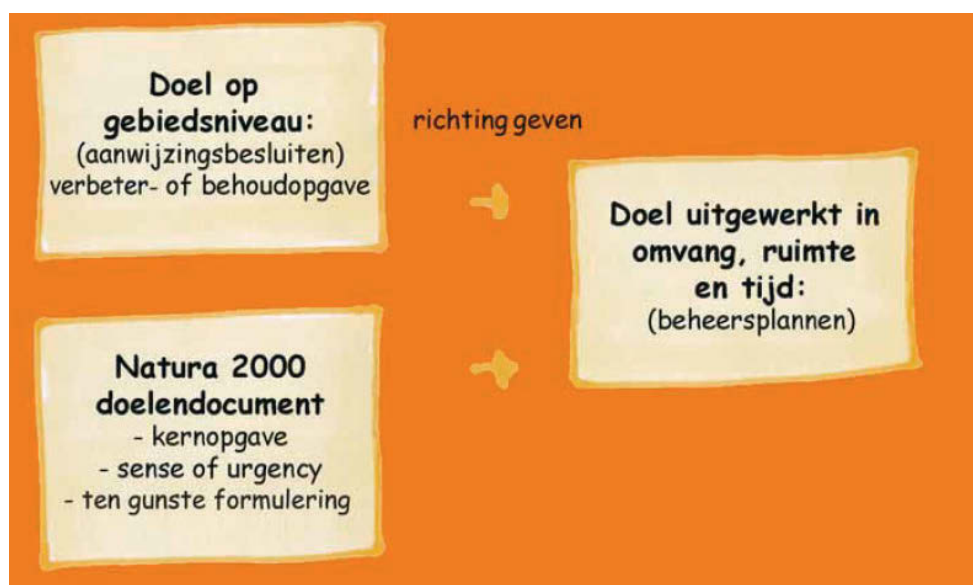 Doel op
gebiedsniveau:
(aanwijzingsbesluiten)
verbeter- of behoudopgave
richting geven
Doel uitgewerkt in
omvang, ruimte
en tijd:
(beheersplannen)
Natura 2000
doelendocument
- kernopgave
- sense of urgency
- ten gunste formulering